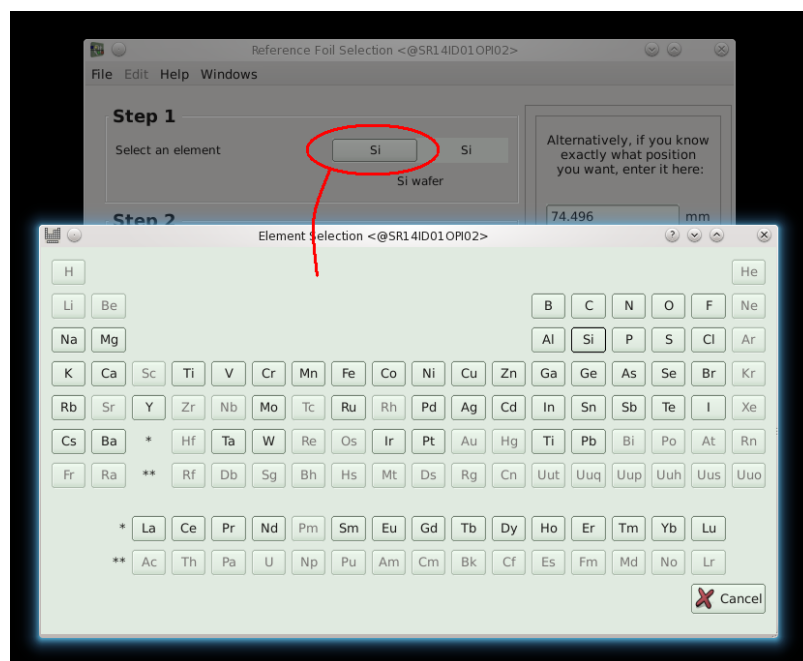 Reference Foil Selection <@SR14ID01OPI02>
File Edit Help Windows
Step 1
Select an element Si Si
Si wafer
Alternatively, if you know
exactly what position
you want, enter it here:
Step 2
74.496 mm
Element Selection <@SR14ID01OPI02>
H He
Li Be B C N O F Ne
Na Mg Al Si P S Cl Ar
K Ca Sc Ti V Cr Mn Fe Co Ni Cu Zn Ga Ge As Se Br Kr
Rb Sr Y Zr Nb Mo Tc Ru Rh Pd Ag Cd In Sn Sb Te I Xe
Cs Ba * Hf Ta W Re Os Ir Pt Au Hg Ti Pb Bi Po At Rn
Fr Ra ** Rf Db Sg Bh Hs Mt Ds Rg Cn Uut Uuq Uup Uuh Uus Uuo
* La Ce Pr Nd Pm Sm Eu Gd Tb Dy Ho Er Tm Yb Lu
** Ac Th Pa U Np Pu Am Cm Bk Cf Es Fm Md No Lr
Cancel